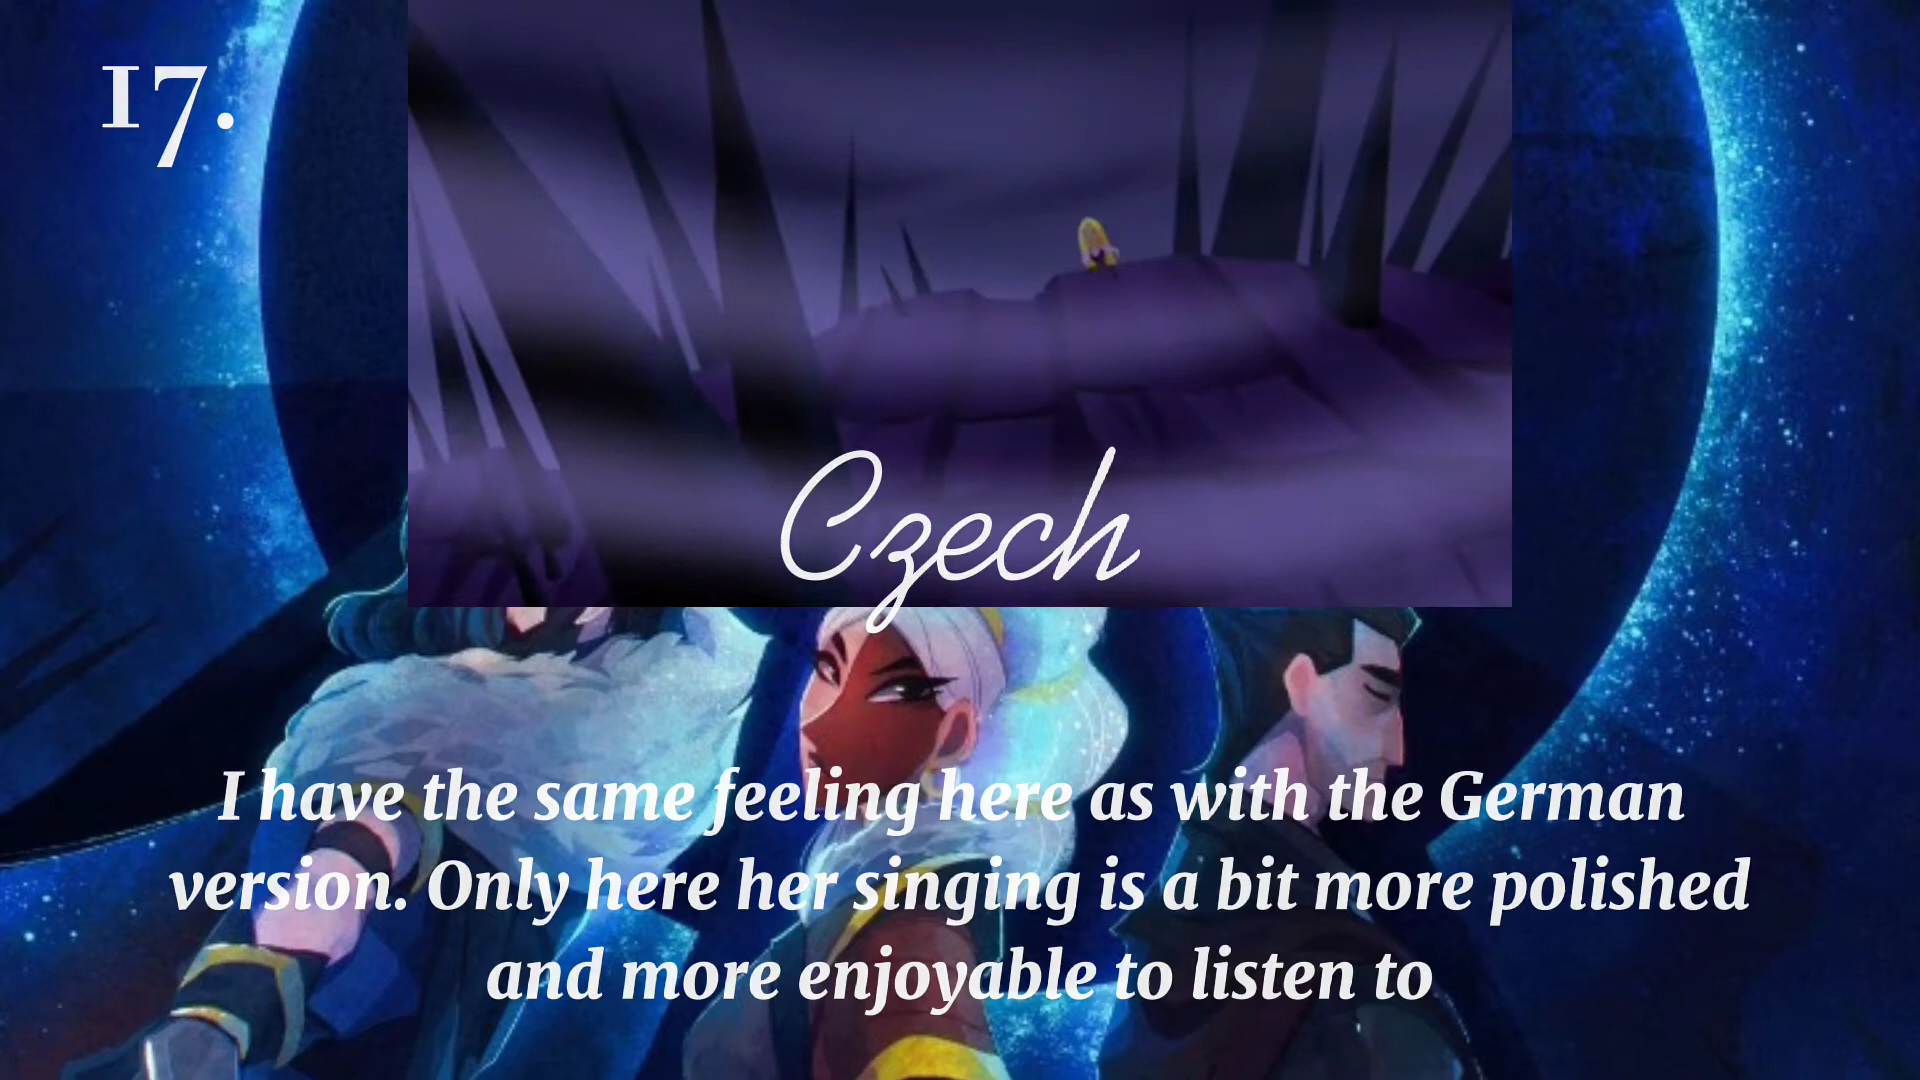 17.
Czech
I have the same feeling here as with the German
version. Only here her singing is a bit more polished
and more enjoyable to listen to